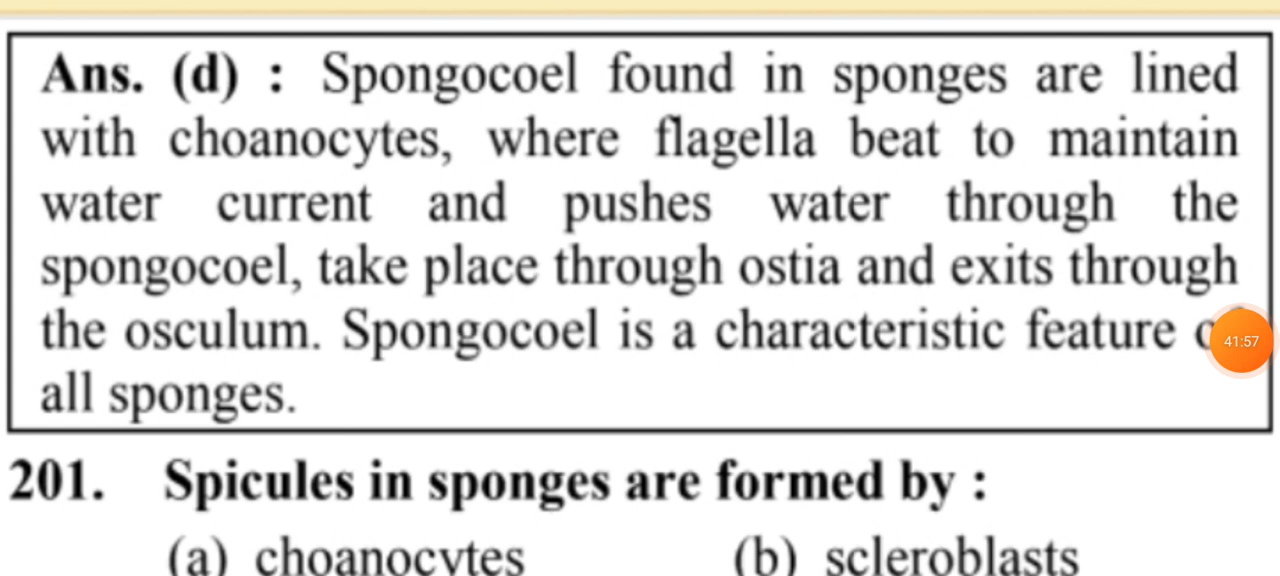 Ans. (d) : Spongocoel found in sponges are lined
with choanocytes, where flagella beat to maintain
water current and pushes water through the
spongocoel, take place through ostia and exits through
the osculum. Spongocoel is a characteristic feature
41:57
all sponges.
201. Spicules in sponges are formed by :
(a) choanocytes (b) scleroblasts